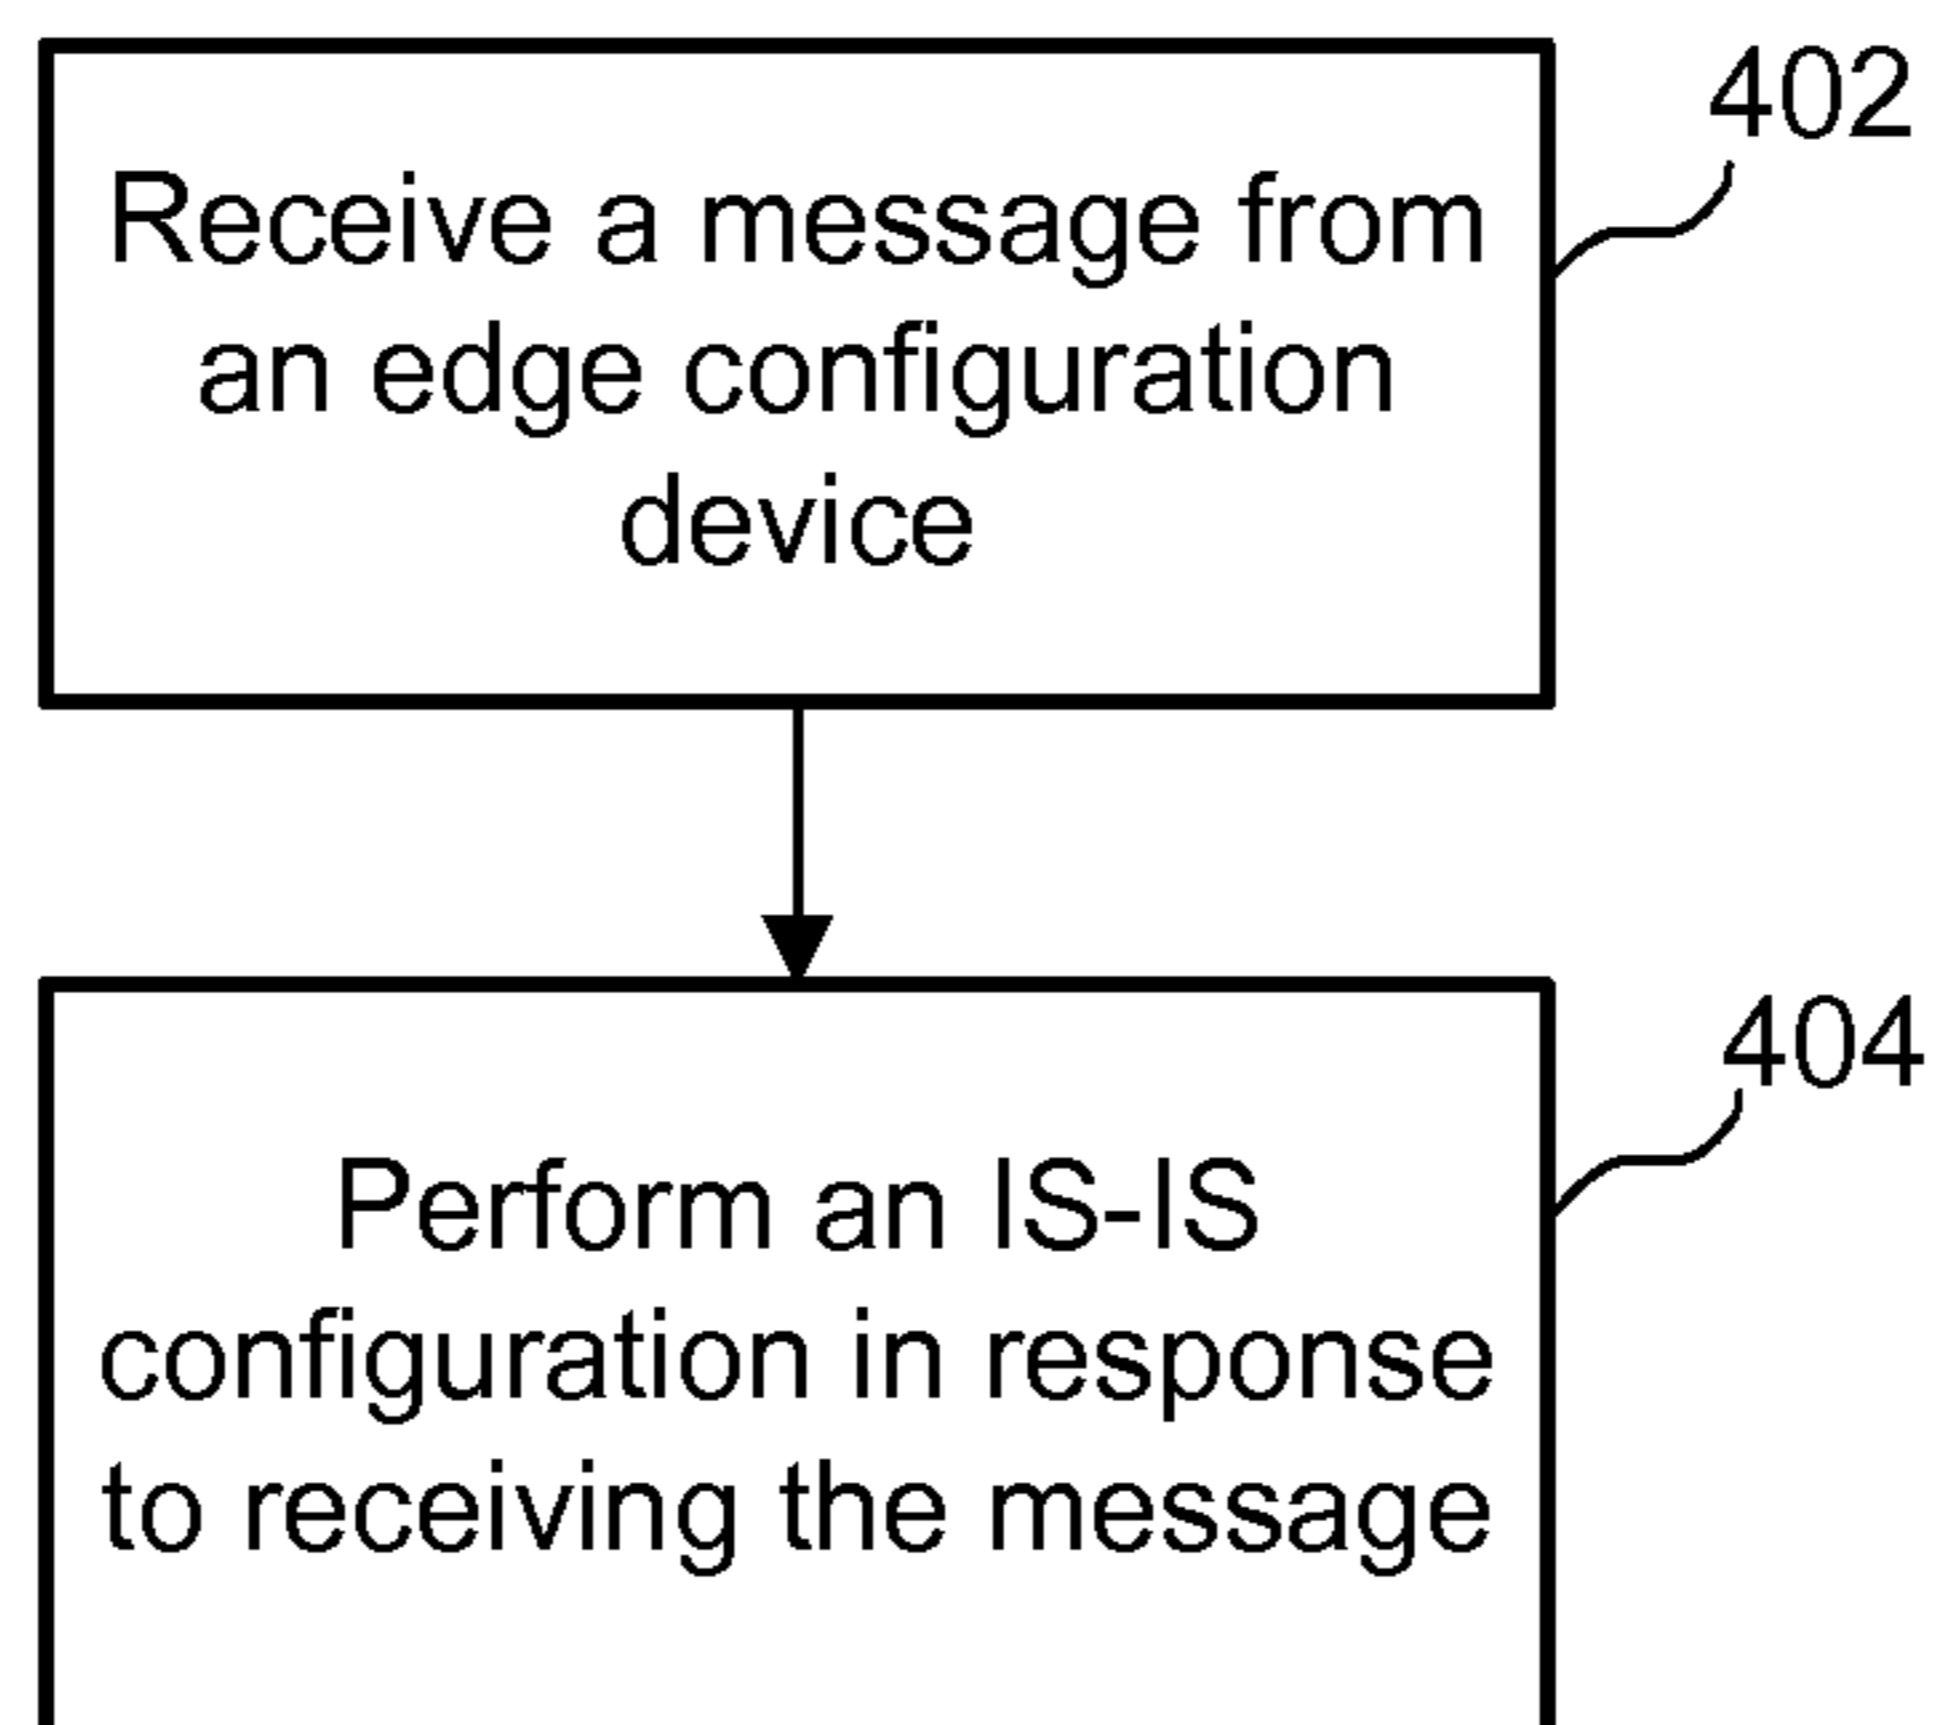 402
Receive a message from
an edge configuration
device
404
Perform an IS-IS
configuration in response
to receiving the message